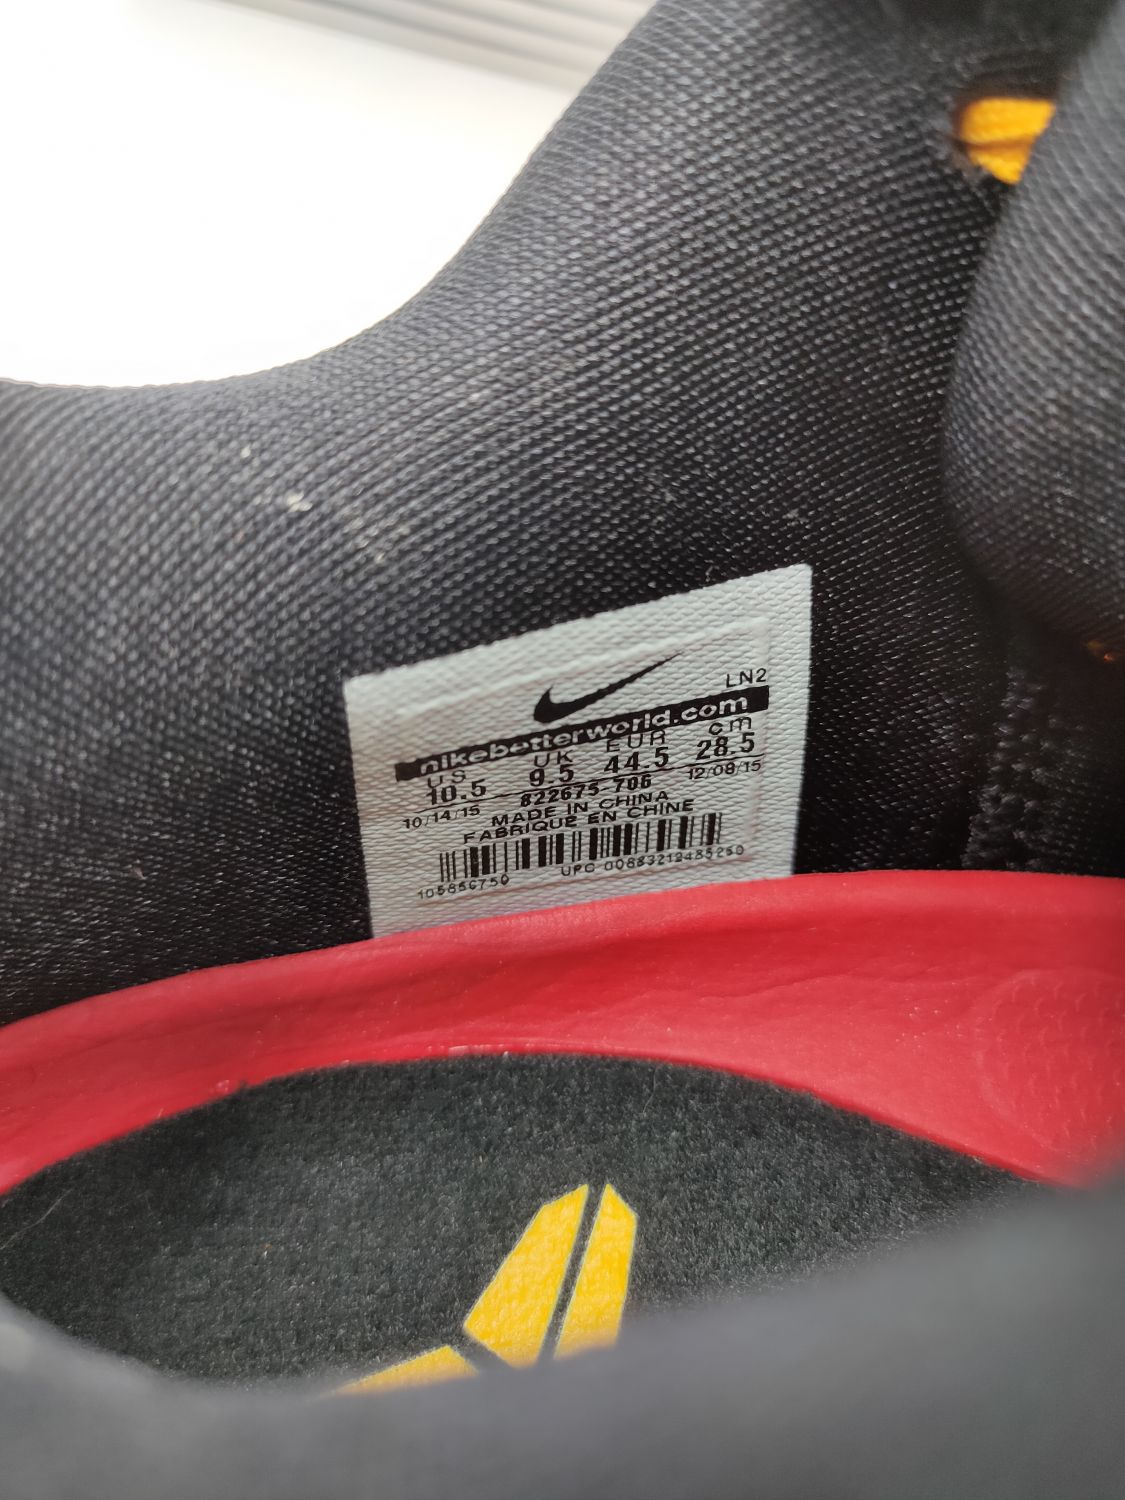 LN2
nikebetterworld.com
US UK EUR cm
10.5 9.5 44.5 28.5
10/14/15 822675-706 12/08/15
MADE IN CHINA
FABRIQUE EN CHINE
105856750 UPC 00883212485250